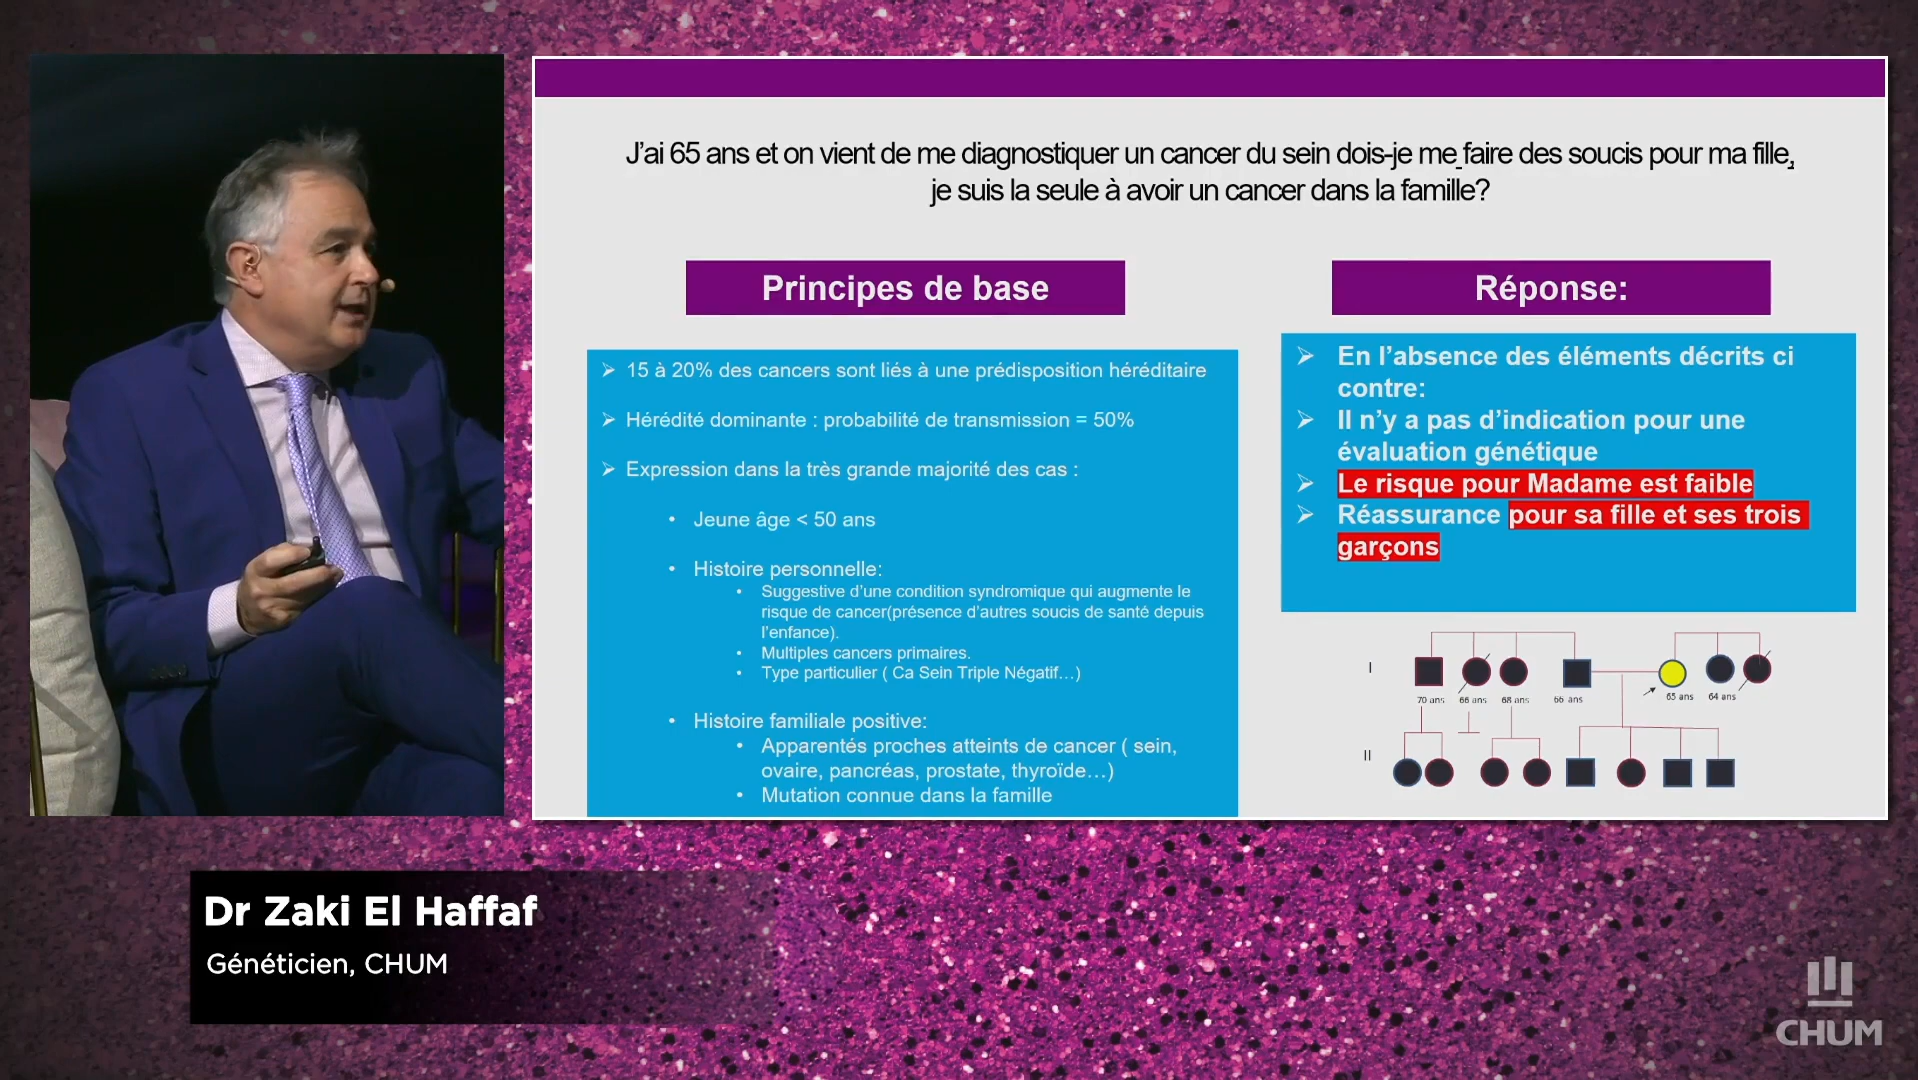 J'ai 65 ans et on vient de me diagnostiquer un cancer du sein dois-je me faire des soucis pour ma fille,
je suis la seule à avoir un cancer dans la famille?
Principes de base
➢ 15 à 20% des cancers sont liés à une prédisposition héréditaire
➢ Hérédité dominante : probabilité de transmission = 50%
➢ Expression dans la très grande majorité des cas :
• Jeune âge < 50 ans
• Histoire personnelle:
• Suggestive d'une condition syndromique qui augmente le
risque de cancer(présence d'autres soucis de santé depuis
l'enfance).
• Multiples cancers primaires.
• Type particulier ( Ca Sein Triple Négatif…)
• Histoire familiale positive:
• Apparentés proches atteints de cancer ( sein,
ovaire, pancréas, prostate, thyroïde…)
• Mutation connue dans la famille
Réponse:
➢ En l'absence des éléments décrits ci
contre:
➢ Il n'y a pas d'indication pour une
évaluation génétique
➢ Le risque pour Madame est faible
➢ Réassurance pour sa fille et ses trois
garçons
I
70 ans 66 ans 68 ans 66 ans 65 ans 64 ans
II
Dr Zaki El Haffaf
Généticien, CHUM
CHUM